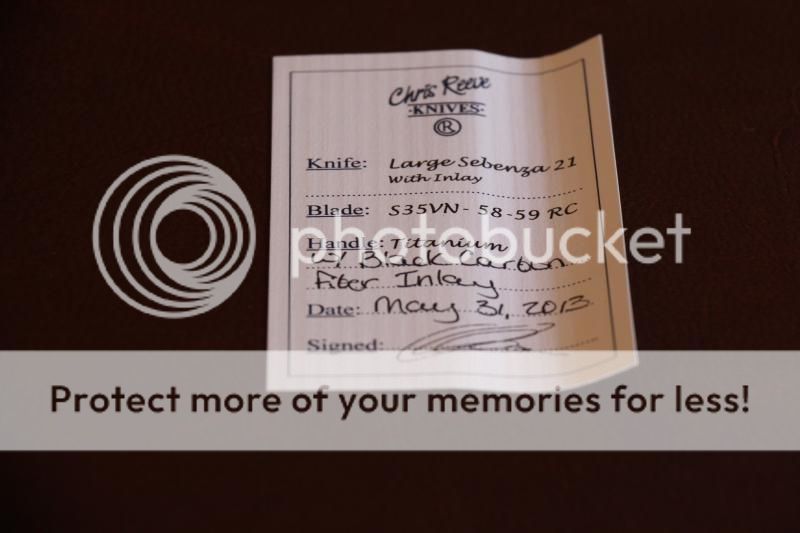 Chris Reeve
·KNIVES·
R
Knife: Large Sebenza 21
With Inlay
Blade: S35VN - 58-59 RC
photobucket
Handle: Titanium
w/ Black Carbon
Fiber Inlay
Date: May 31, 2013
Signed:
Protect more of your memories for less!